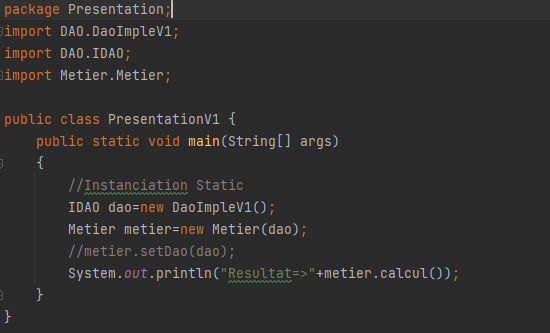 package Presentation;
import DAO.DaoImpleV1;
import DAO.IDAO;
import Metier.Metier;

public class PresentationV1 {
    public static void main(String[] args)
    {
        //Instanciation Static
        IDAO dao=new DaoImpleV1();
        Metier metier=new Metier(dao);
        //metier.setDao(dao);
        System.out.println("Resultat=>"+metier.calcul());
    }
}